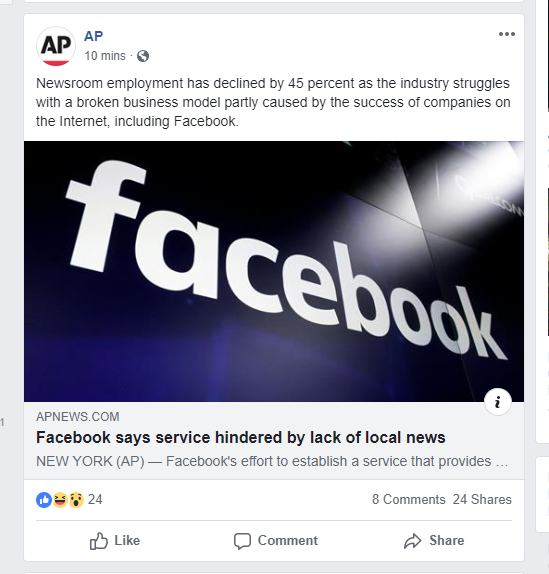 AP
AP
10 mins
Newsroom employment has declined by 45 percent as the industry struggles
with a broken business model partly caused by the success of companies on
the Internet, including Facebook.
facebook
i
APNEWS.COM
Facebook says service hindered by lack of local news
NEW YORK (AP) — Facebook's effort to establish a service that provides ...
24
8 Comments 24 Shares
Like
Comment
Share
1